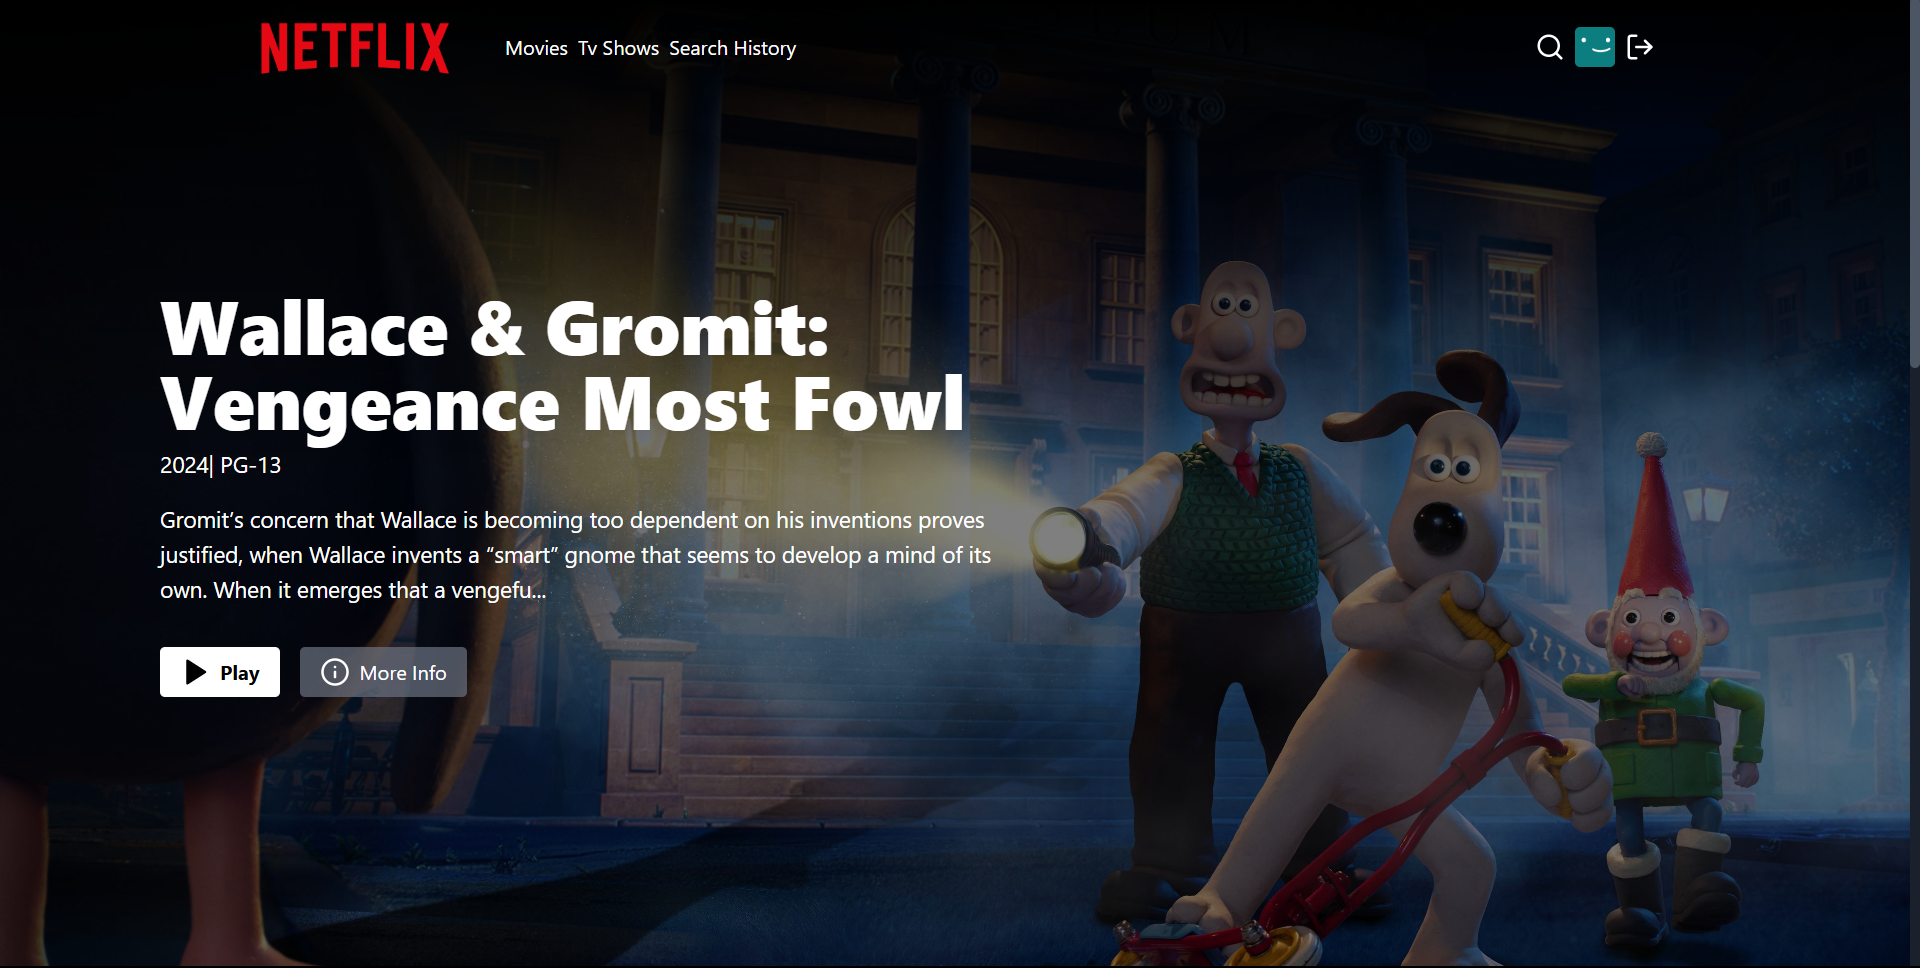 NETFLIX
Movies Tv Shows Search History
Wallace & Gromit:
Vengeance Most Fowl
2024| PG-13
Gromit’s concern that Wallace is becoming too dependent on his inventions proves
justified, when Wallace invents a “smart” gnome that seems to develop a mind of its
own. When it emerges that a vengefu...
Play
More Info